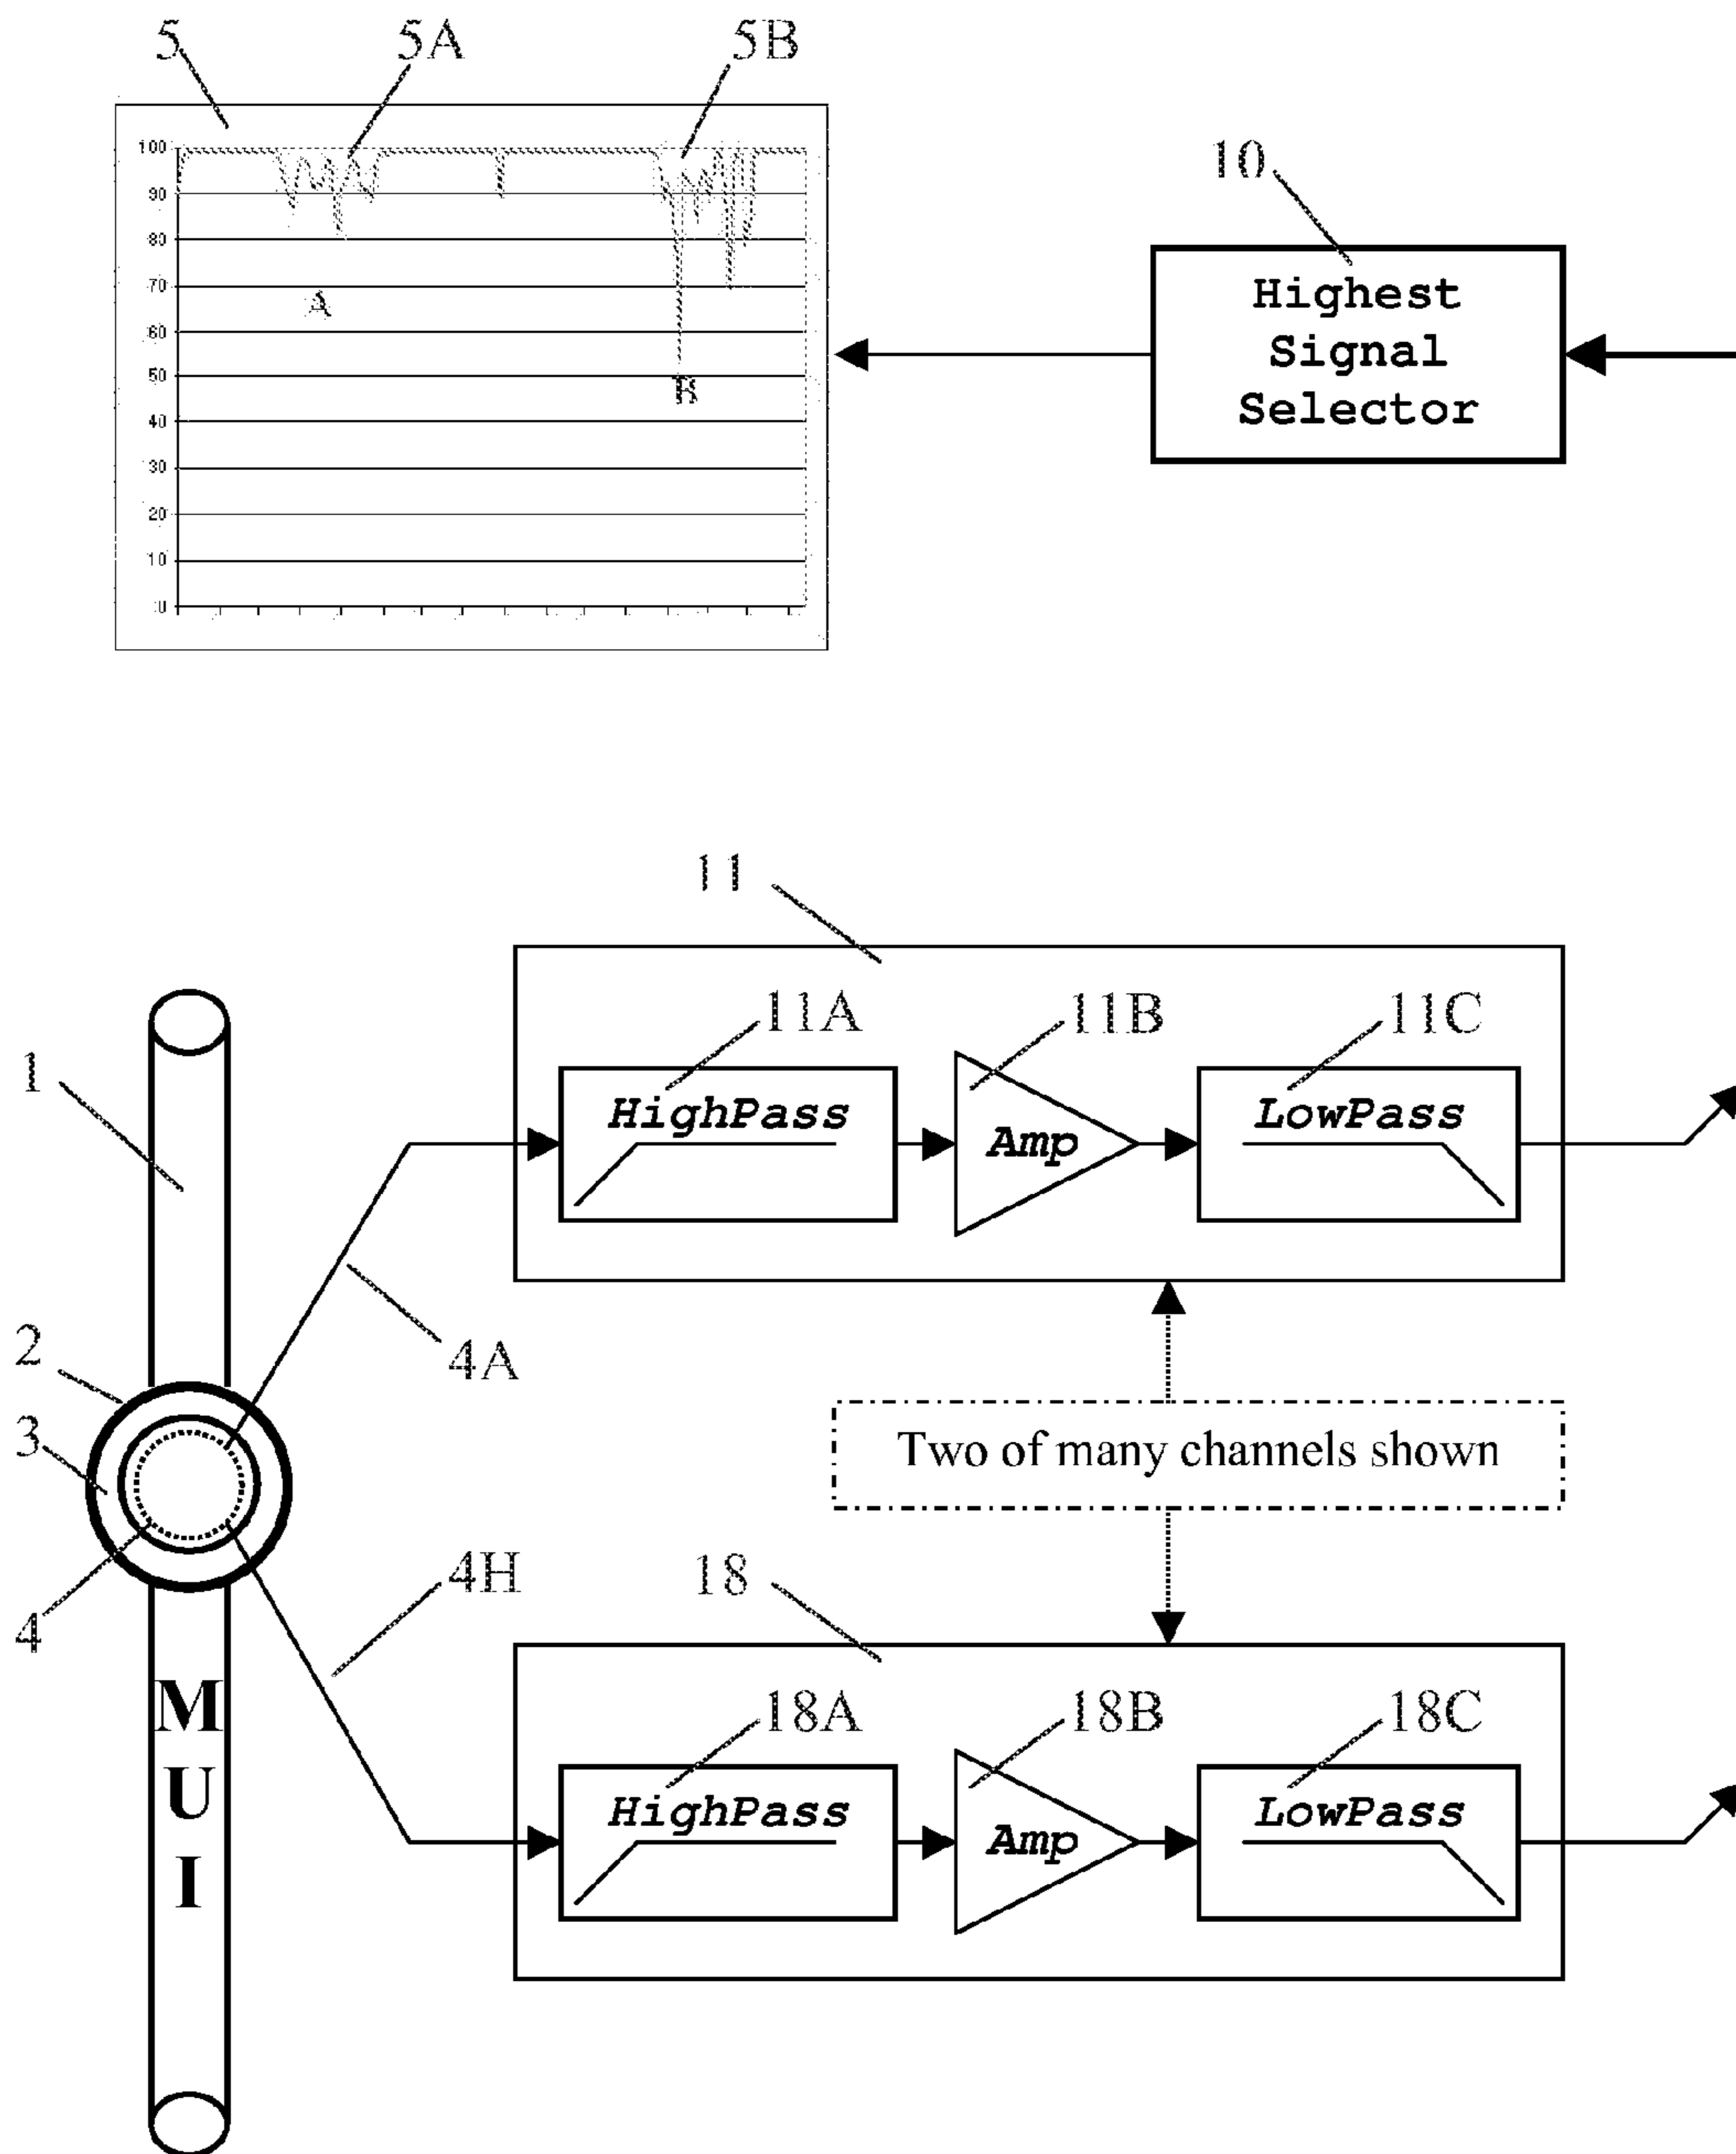 5 5A 5B
100
90
80
70
60
50
40
30
20
10
0
A
B
10
Highest
Signal
Selector
11
11A 11B 11C
HighPass
Amp
LowPass
1
4A
2
3
4
Two of many channels shown
4H
18
18A 18B 18C
HighPass
Amp
LowPass
M
U
I